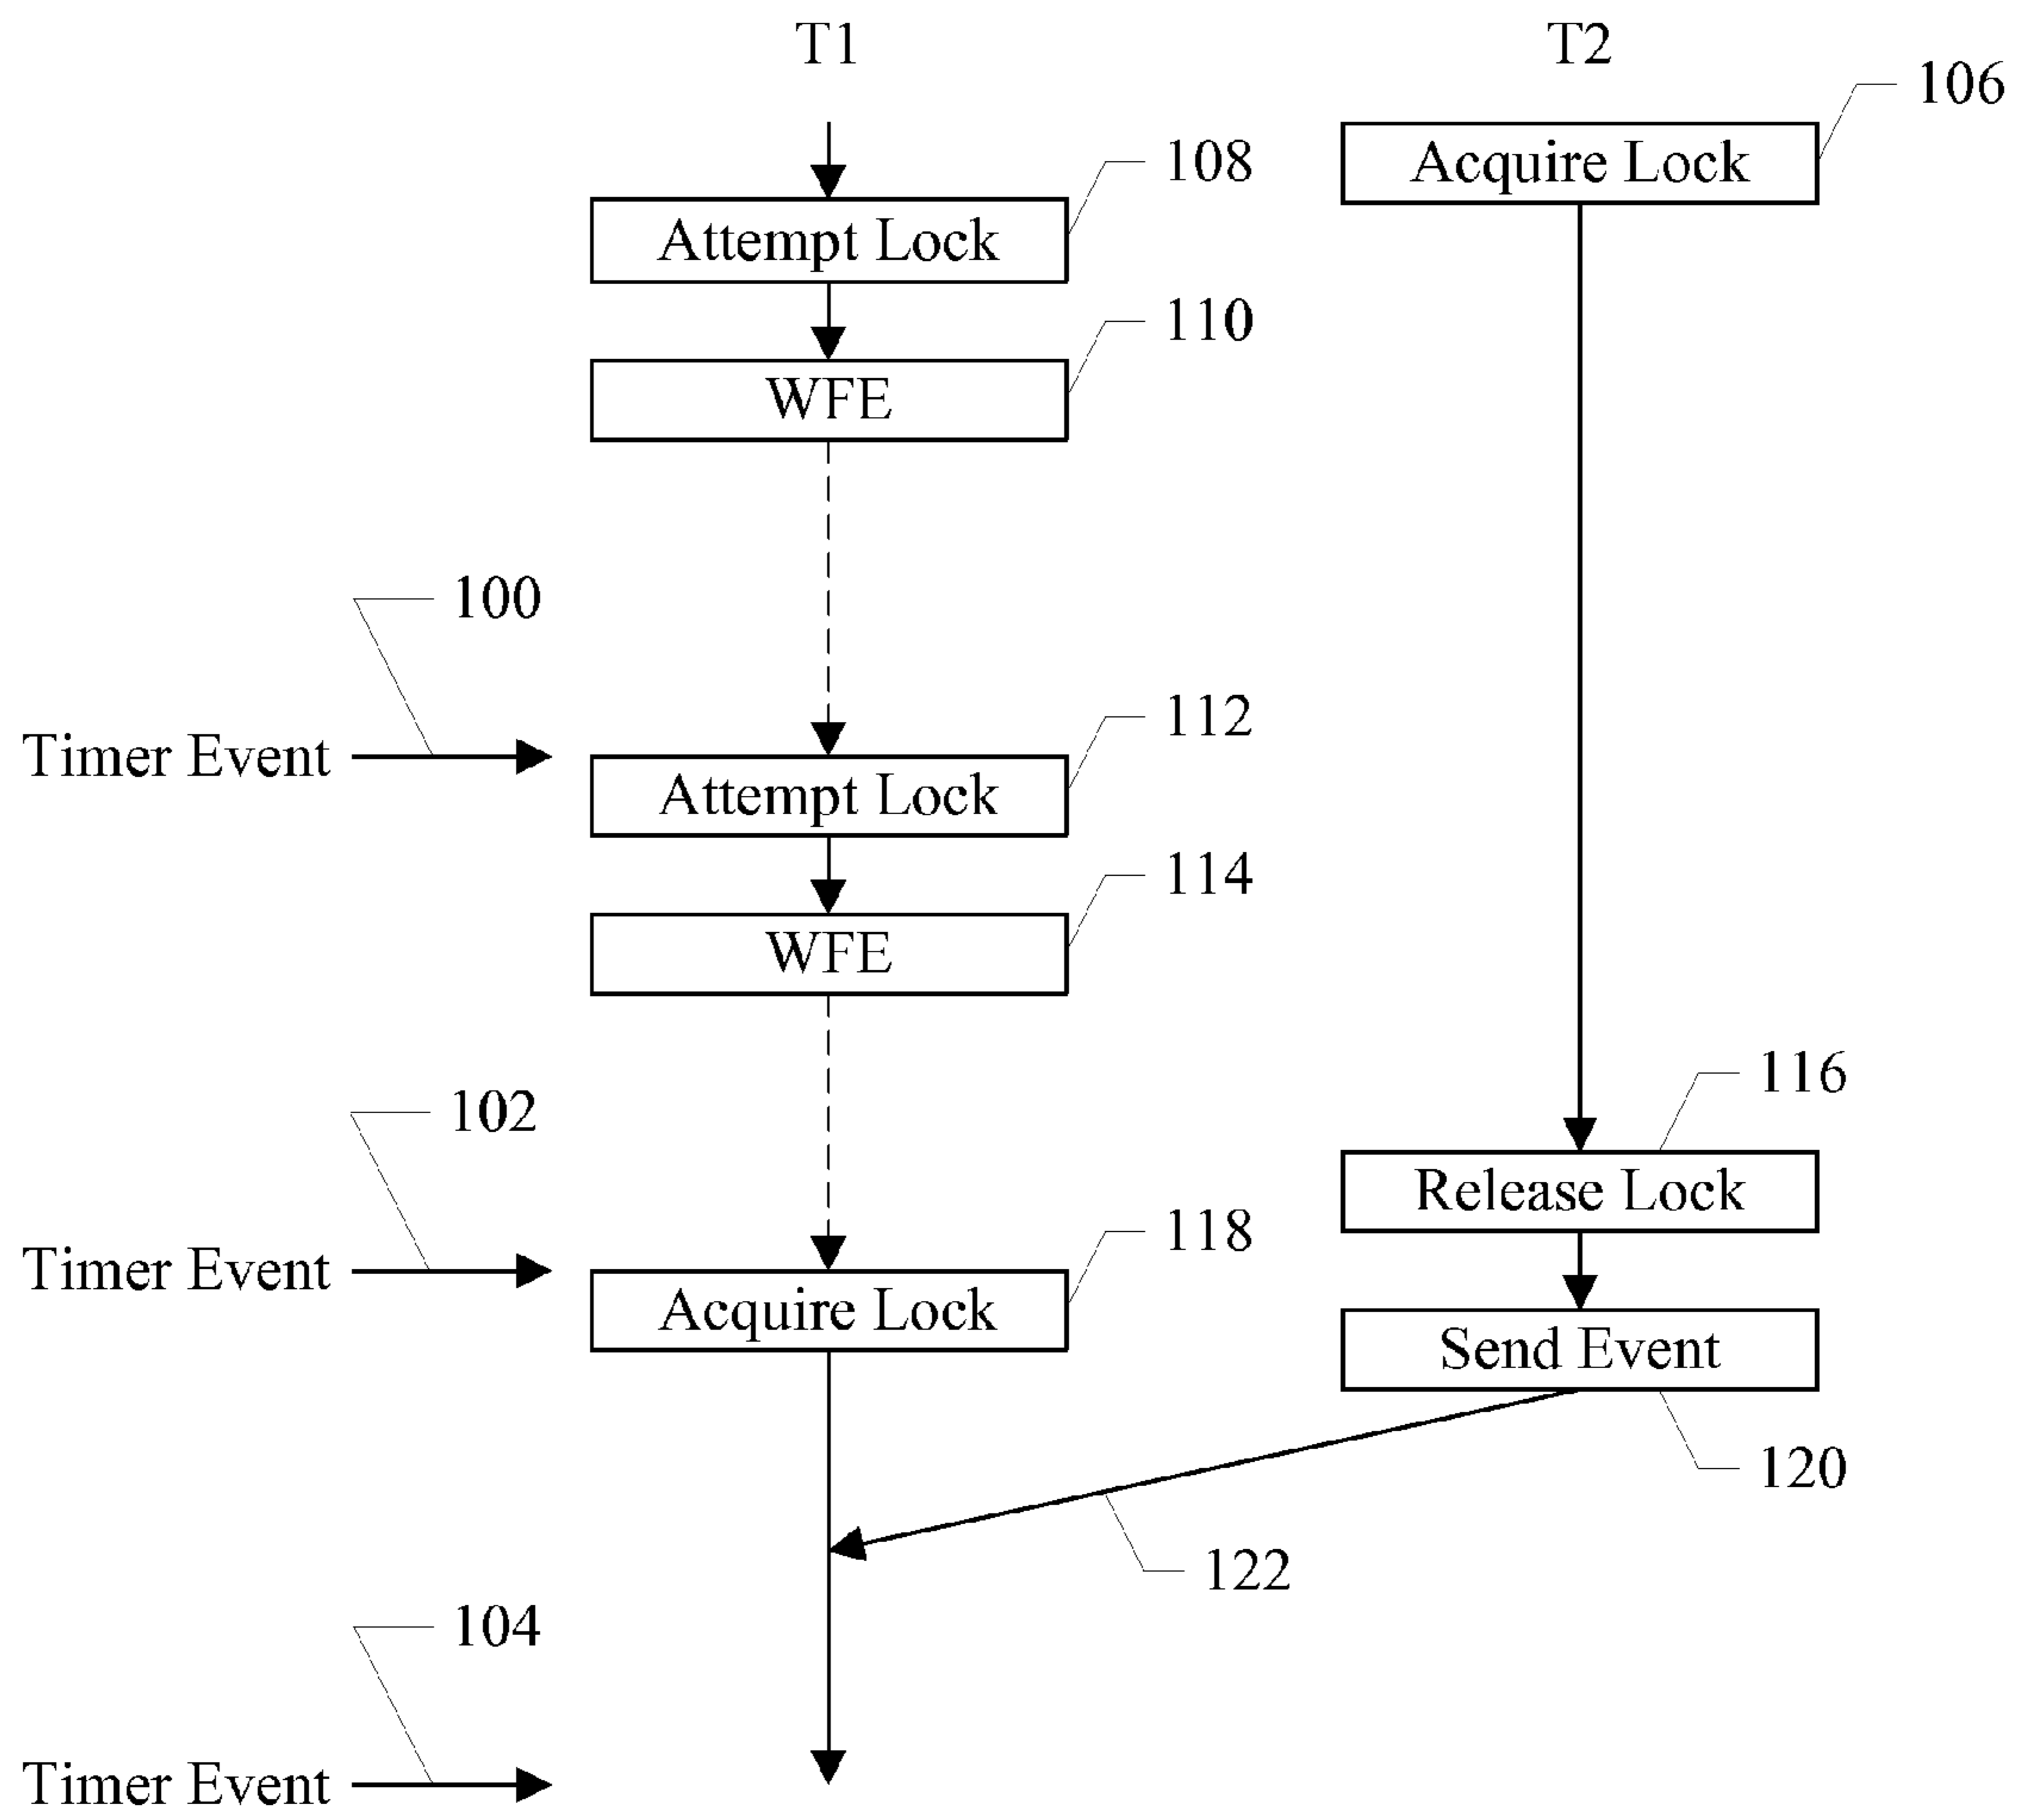 T1
T2
106
Acquire Lock
108
Attempt Lock
110
WFE
100
112
Timer Event
Attempt Lock
114
WFE
116
102
Release Lock
118
Timer Event
Acquire Lock
Send Event
120
122
104
Timer Event